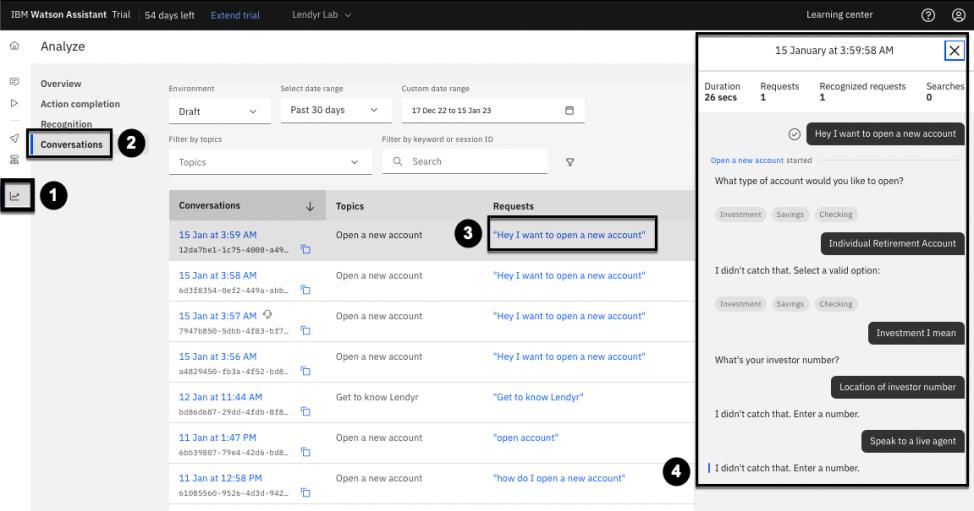 IBM Watson Assistant Trial 54 days left Extend trial Lendyr Lab Learning center
Analyze
Overview
Action completion
Recognition
Conversations
2
1
Environment Select date range Custom date range
Draft Past 30 days 17 Dec 22 to 15 Jan 23
Filter by topics Filter by keyword or session ID
Topics Search
Conversations Topics Requests
15 Jan at 3:59 AM Open a new account 3 "Hey I want to open a new account"
12da7be1-1c75-4000-a49...
15 Jan at 3:58 AM Open a new account "Hey I want to open a new account"
6d3f8354-0ef2-449a-abb...
15 Jan at 3:57 AM Open a new account "Hey I want to open a new account"
7947b850-5dbb-4f83-bf7...
15 Jan at 3:56 AM Open a new account "Hey I want to open a new account"
a4829450-fb3a-4f52-bd8...
12 Jan at 11:44 AM Get to know Lendyr "Get to know Lendyr"
bd86d687-29dd-4fdb-8f8...
11 Jan at 1:47 PM Open a new account "open account"
6bb39807-79e4-42d6-bd8...
11 Jan at 12:58 PM Open a new account "how do I open a new account"
61085560-9526-4d3d-942...
15 January at 3:59:58 AM
Duration Requests Recognized requests Searches
26 secs 1 1 0
Hey I want to open a new account
Open a new account started
What type of account would you like to open?
Investment Savings Checking
Individual Retirement Account
I didn't catch that. Select a valid option:
Investment Savings Checking
Investment I mean
What's your investor number?
Location of investor number
I didn't catch that. Enter a number.
Speak to a live agent
4 I didn't catch that. Enter a number.